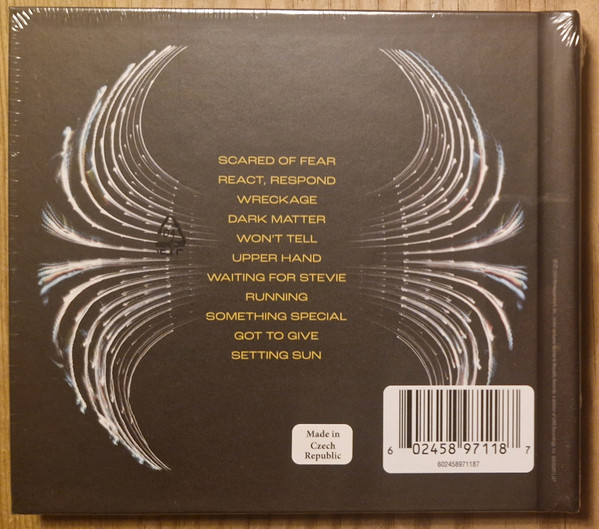 SCARED OF FEAR
REACT, RESPOND
WRECKAGE
DARK MATTER
WON'T TELL
UPPER HAND
WAITING FOR STEVIE
RUNNING
SOMETHING SPECIAL
GOT TO GIVE
SETTING SUN
Made in
Czech
Republic
6 02458 97118 7
602458971187